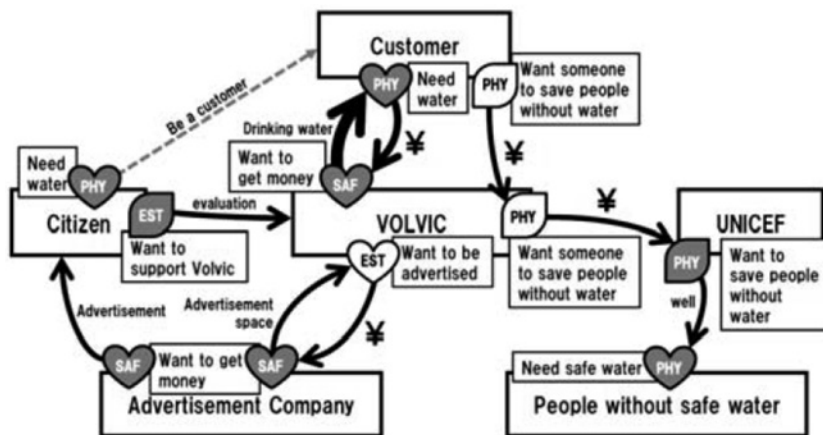 Customer
PHY
Need
water
PHY
Want someone
to save people
without water
Be a customer
Drinking water
¥
¥
Need
water
PHY
Want to
get money
SAF
Citizen
EST
evaluation
VOLVIC
PHY
¥
UNICEF
Want to
support Volvic
EST
Want to be
advertised
Want someone
to save people
without water
PHY
Want to
save people
without
water
Advertisement
Advertisement
space
¥
well
SAF
Want to get
money
SAF
Need safe water
PHY
Advertisement Company
People without safe water